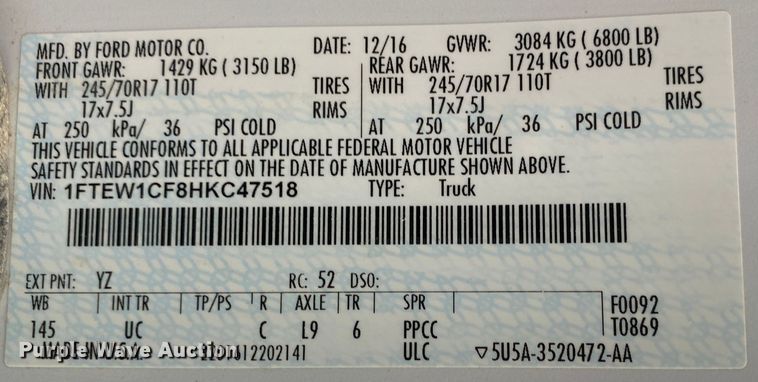 MFD. BY FORD MOTOR CO. DATE: 12/16 GVWR: 3084 KG ( 6800 LB)
FRONT GAWR: 1429 KG ( 3150 LB) REAR GAWR: 1724 KG ( 3800 LB)
WITH 245/70R17 110T TIRES WITH 245/70R17 110T TIRES
17x7.5J RIMS 17x7.5J RIMS
AT 250 kPa/ 36 PSI COLD AT 250 kPa/ 36 PSI COLD
THIS VEHICLE CONFORMS TO ALL APPLICABLE FEDERAL MOTOR VEHICLE
SAFETY STANDARDS IN EFFECT ON THE DATE OF MANUFACTURE SHOWN ABOVE.
VIN: 1FTEW1CF8HKC47518 TYPE: Truck
EXT PNT: YZ RC: 52 DSO:
WB INT TR TP/PS R AXLE TR SPR F0092
145 UC C L9 6 PPCC T0869
MADE IN U.S.A. ULC ▽5U5A-3520472-AA
Purple Wave Auction